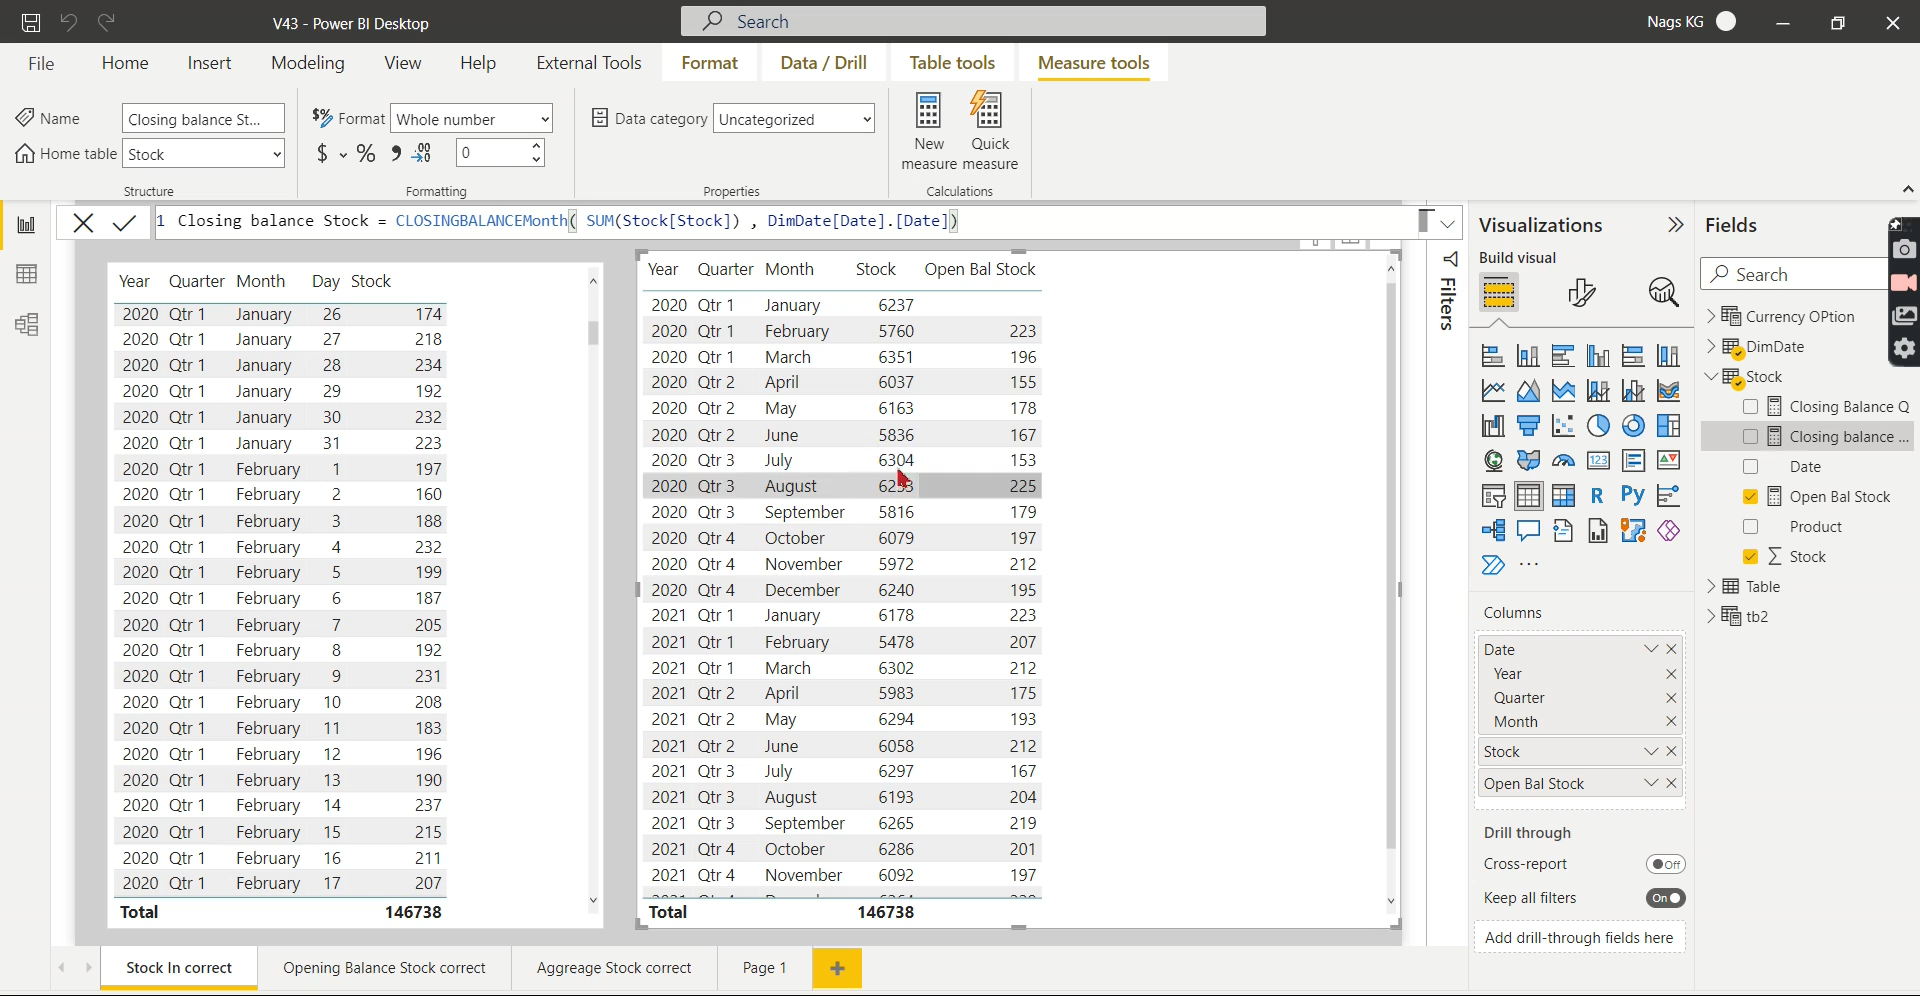 V43 - Power BI Desktop
Search
Nags KG
File Home Insert Modeling View Help External Tools Format Data / Drill Table tools Measure tools
Name Closing balance St...
Home table Stock
Structure
Format Whole number
$ % 0
Formatting
Data category Uncategorized
Properties
New measure
Quick measure
Calculations
1 Closing balance Stock = CLOSINGBALANCEMonth( SUM(Stock[Stock]) , DimDate[Date].[Date])
Year Quarter Month Day Stock
2020 Qtr 1 January 26 174
2020 Qtr 1 January 27 218
2020 Qtr 1 January 28 234
2020 Qtr 1 January 29 192
2020 Qtr 1 January 30 232
2020 Qtr 1 January 31 223
2020 Qtr 1 February 1 197
2020 Qtr 1 February 2 160
2020 Qtr 1 February 3 188
2020 Qtr 1 February 4 232
2020 Qtr 1 February 5 199
2020 Qtr 1 February 6 187
2020 Qtr 1 February 7 205
2020 Qtr 1 February 8 192
2020 Qtr 1 February 9 231
2020 Qtr 1 February 10 208
2020 Qtr 1 February 11 183
2020 Qtr 1 February 12 196
2020 Qtr 1 February 13 190
2020 Qtr 1 February 14 237
2020 Qtr 1 February 15 215
2020 Qtr 1 February 16 211
2020 Qtr 1 February 17 207
Total 146738
Year Quarter Month Stock Open Bal Stock
2020 Qtr 1 January 6237
2020 Qtr 1 February 5760 223
2020 Qtr 1 March 6351 196
2020 Qtr 2 April 6037 155
2020 Qtr 2 May 6163 178
2020 Qtr 2 June 5836 167
2020 Qtr 3 July 6304 153
2020 Qtr 3 August 225
2020 Qtr 3 September 5816 179
2020 Qtr 4 October 6079 197
2020 Qtr 4 November 5972 212
2020 Qtr 4 December 6240 195
2021 Qtr 1 January 6178 223
2021 Qtr 1 February 5478 207
2021 Qtr 1 March 6302 212
2021 Qtr 2 April 5983 175
2021 Qtr 2 May 6294 193
2021 Qtr 2 June 6058 212
2021 Qtr 3 July 6297 167
2021 Qtr 3 August 6193 204
2021 Qtr 3 September 6265 219
2021 Qtr 4 October 6286 201
2021 Qtr 4 November 6092 197
Total 146738
Filters
Visualizations
Build visual
123
R
Py
Columns
Date
Year
Quarter
Month
Stock
Open Bal Stock
Drill through
Cross-report Off
Keep all filters On
Add drill-through fields here
Fields
Search
Currency OPtion
DimDate
Stock
Closing Balance Q
Closing balance ...
Date
Open Bal Stock
Product
Stock
Table
tb2
Stock In correct
Opening Balance Stock correct
Aggreage Stock correct
Page 1